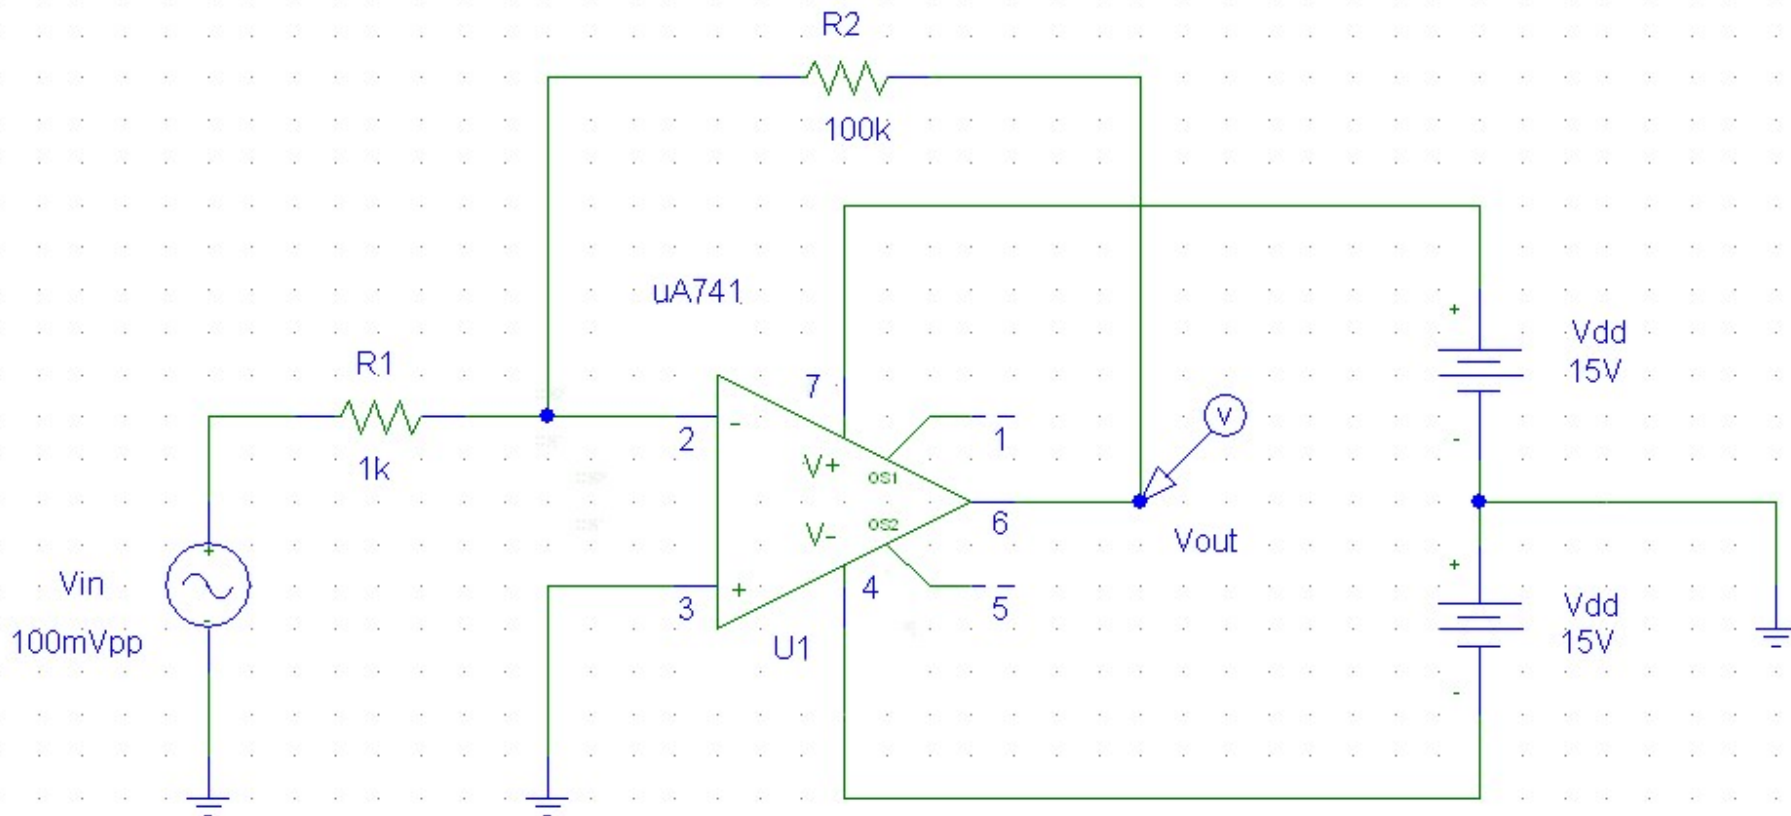 R2
100k
uA741
R1
1k
7
2
-
1
V+
OS1
V
+
Vdd
15V
-
6
OS2
V-
Vout
+
Vin
-
100mVpp
3
+
4
5
U1
+
Vdd
15V
-